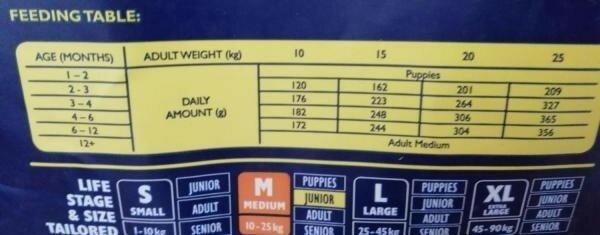 FEEDING TABLE:
AGE (MONTHS) ADULT WEIGHT (kg) 10 15 20 25
1 - 2 Puppies
2 - 3 120 162 201 209
3 - 4 DAILY AMOUNT (g) 176 223 264 327
4 - 6 182 248 306 365
6 - 12 172 244 304 356
12+ Adult Medium
LIFE STAGE & SIZE TAILORED
S SMALL 1-10kg JUNIOR ADULT SENIOR
M MEDIUM 10-25kg PUPPIES JUNIOR ADULT SENIOR
L LARGE 25-45kg PUPPIES JUNIOR ADULT SENIOR
XL EXTRA LARGE 45-90kg PUPPIES JUNIOR ADULT SENIOR